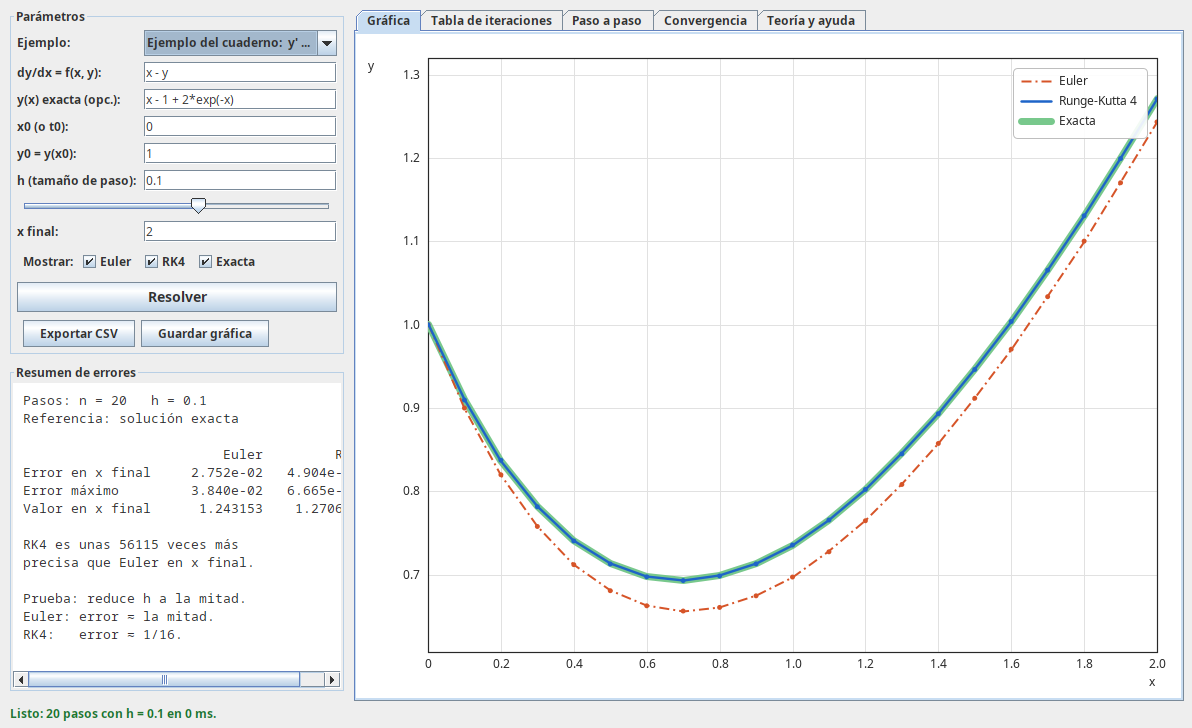 Parámetros
Ejemplo: Ejemplo del cuaderno: y' ...
dy/dx = f(x, y): x - y
y(x) exacta (opc.): x - 1 + 2*exp(-x)
x0 (o t0): 0
y0 = y(x0): 1
h (tamaño de paso): 0.1
x final: 2
Mostrar: Euler RK4 Exacta
Resolver
Exportar CSV Guardar gráfica
Resumen de errores
Pasos: n = 20 h = 0.1
Referencia: solución exacta
Euler R
Error en x final 2.752e-02 4.904e-
Error máximo 3.840e-02 6.665e-
Valor en x final 1.243153 1.2706
RK4 es unas 56115 veces más
precisa que Euler en x final.
Prueba: reduce h a la mitad.
Euler: error ≈ la mitad.
RK4: error ≈ 1/16.
Listo: 20 pasos con h = 0.1 en 0 ms.
Gráfica Tabla de iteraciones Paso a paso Convergencia Teoría y ayuda
y
1.3
1.2
1.1
1.0
0.9
0.8
0.7
Euler
Runge-Kutta 4
Exacta
0 0.2 0.4 0.6 0.8 1.0 1.2 1.4 1.6 1.8 2.0
x